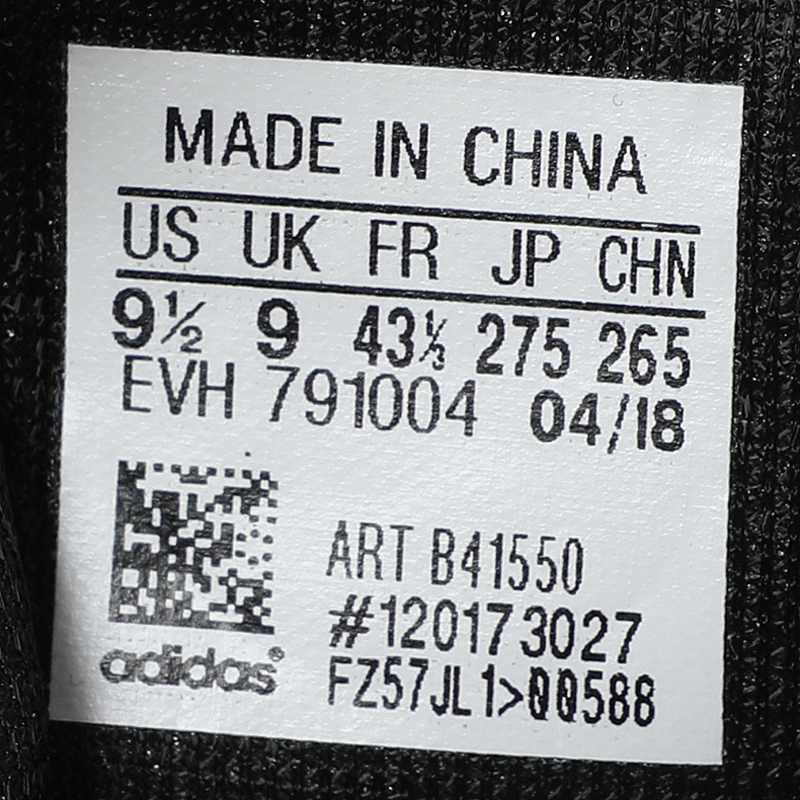 MADE IN CHINA
US UK FR JP CHN
9½ 9 43⅓ 275 265
EVH 791004 04/18
ART B41550
#120173027
adidas®
FZ57JL1>00588